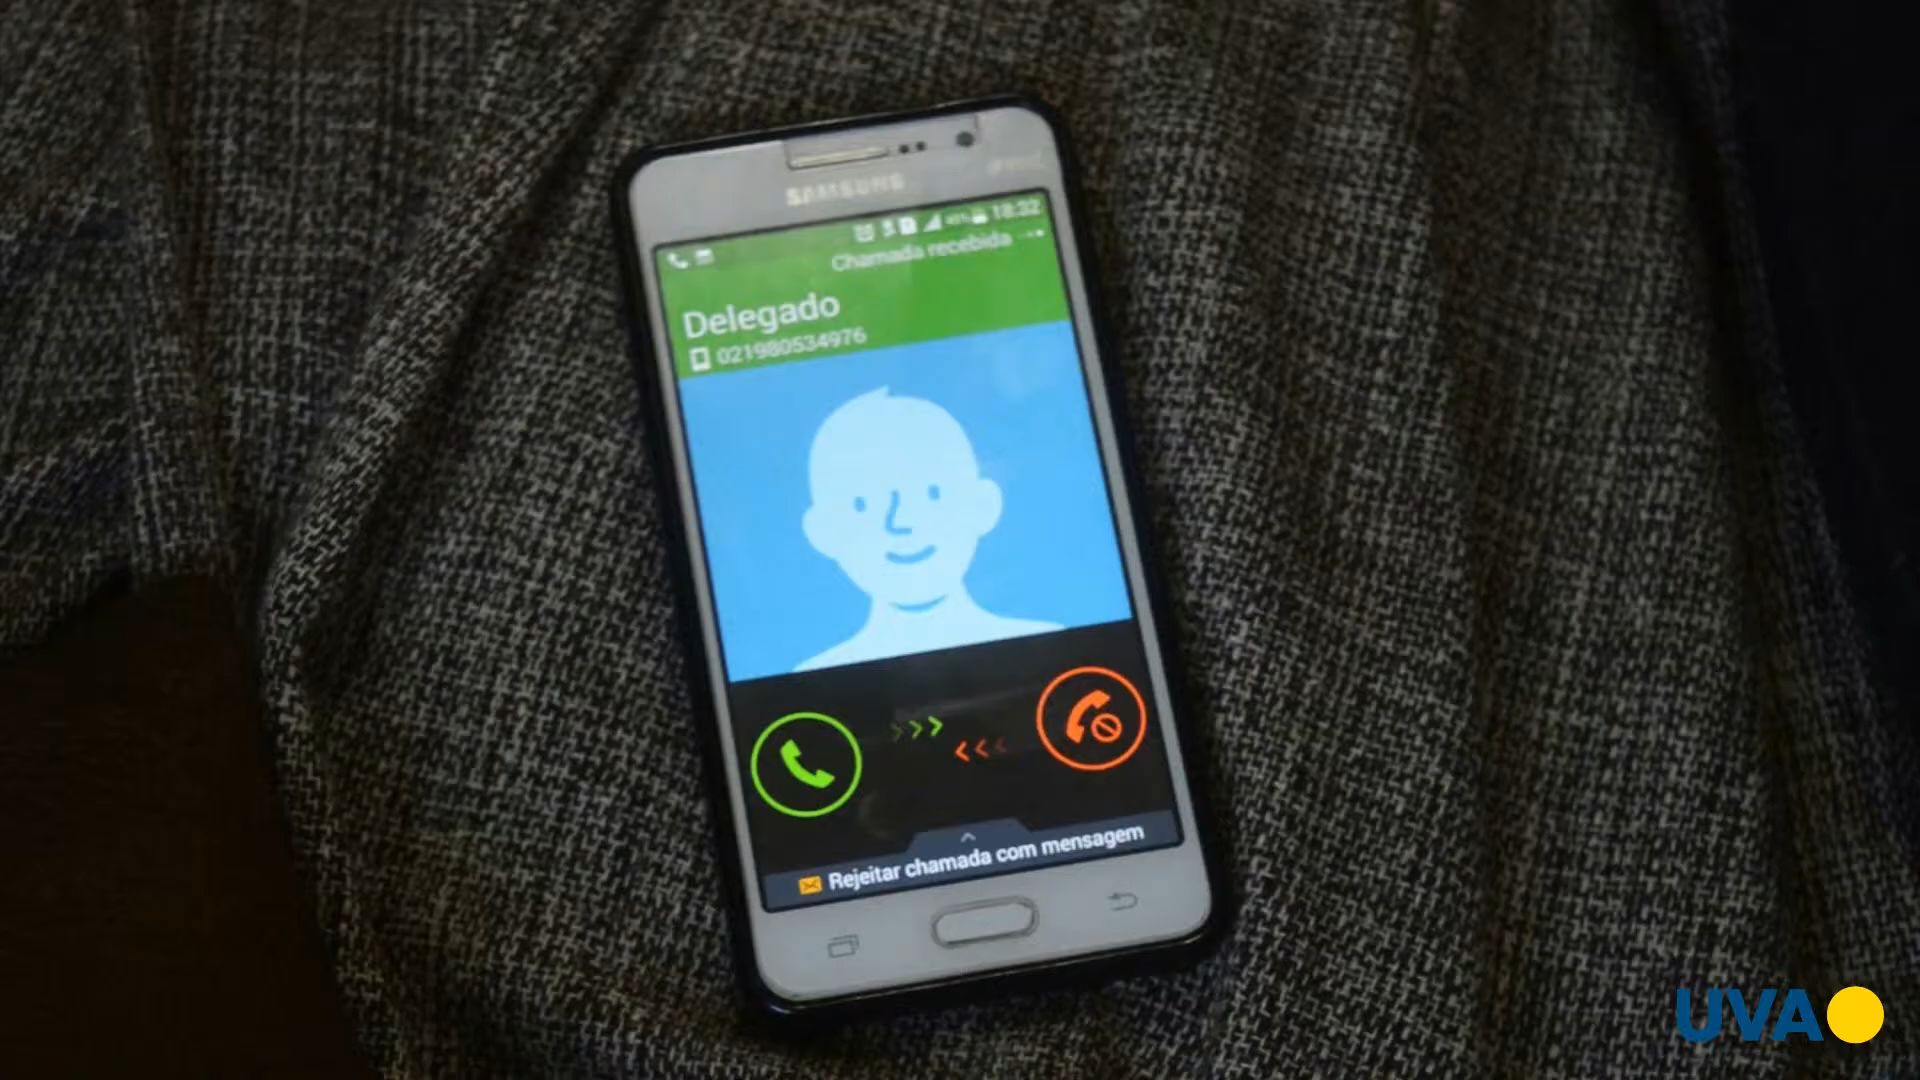 SAMSUNG
18:32
Chamada recebida
Delegado
021980534976
Rejeitar chamada com mensagem
UVA